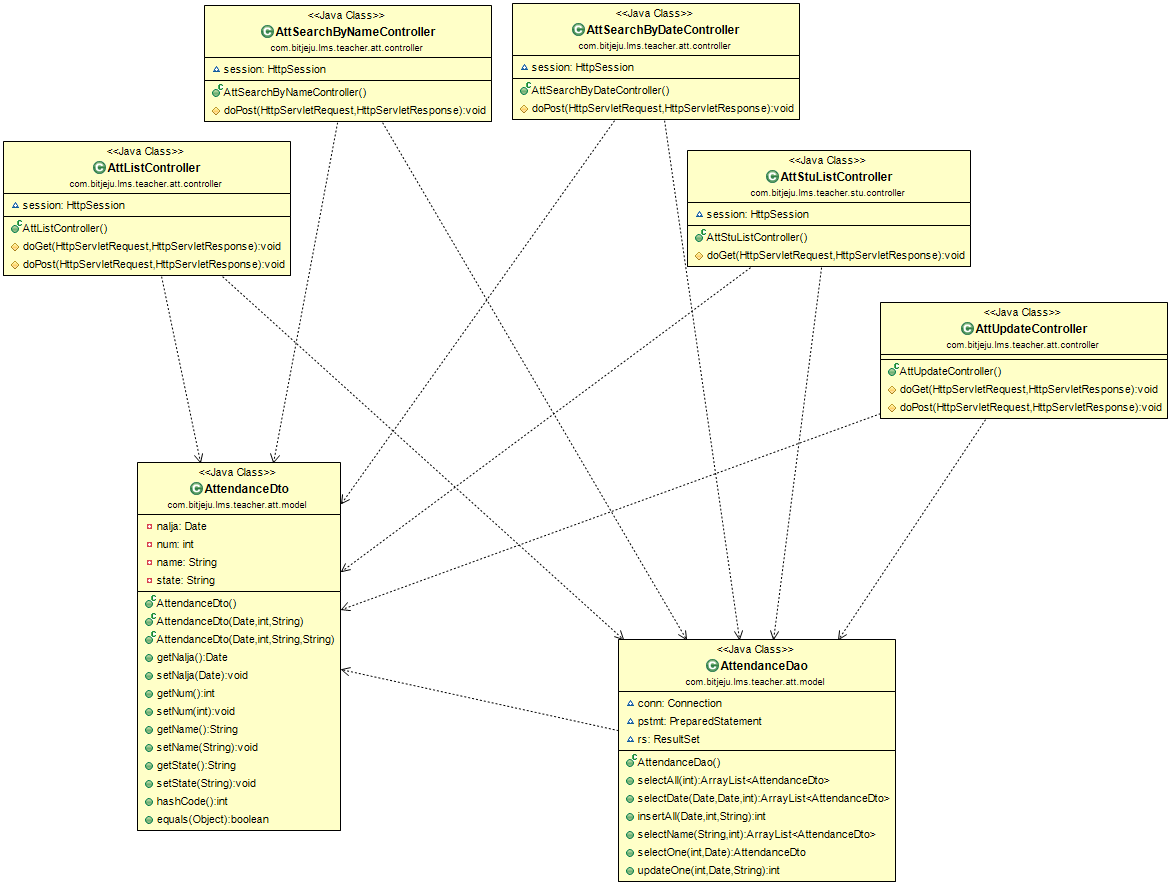 <<Java Class>>
AttSearchByNameController
com.bitjeju.lms.teacher.att.controller
session: HttpSession
AttSearchByNameController()
doPost(HttpServletRequest,HttpServletResponse):void
<<Java Class>>
AttSearchByDateController
com.bitjeju.lms.teacher.att.controller
session: HttpSession
AttSearchByDateController()
doPost(HttpServletRequest,HttpServletResponse):void
<<Java Class>>
AttListController
com.bitjeju.lms.teacher.att.controller
session: HttpSession
AttListController()
doGet(HttpServletRequest,HttpServletResponse):void
doPost(HttpServletRequest,HttpServletResponse):void
<<Java Class>>
AttStuListController
com.bitjeju.lms.teacher.stu.controller
session: HttpSession
AttStuListController()
doGet(HttpServletRequest,HttpServletResponse):void
<<Java Class>>
AttUpdateController
com.bitjeju.lms.teacher.att.controller
AttUpdateController()
doGet(HttpServletRequest,HttpServletResponse):void
doPost(HttpServletRequest,HttpServletResponse):void
<<Java Class>>
AttendanceDto
com.bitjeju.lms.teacher.att.model
nalja: Date
num: int
name: String
state: String
AttendanceDto()
AttendanceDto(Date,int,String)
AttendanceDto(Date,int,String,String)
getNalja():Date
setNalja(Date):void
getNum():int
setNum(int):void
getName():String
setName(String):void
getState():String
setState(String):void
hashCode():int
equals(Object):boolean
<<Java Class>>
AttendanceDao
com.bitjeju.lms.teacher.att.model
conn: Connection
pstmt: PreparedStatement
rs: ResultSet
AttendanceDao()
selectAll(int):ArrayList<AttendanceDto>
selectDate(Date,Date,int):ArrayList<AttendanceDto>
insertAll(Date,int,String):int
selectName(String,int):ArrayList<AttendanceDto>
selectOne(int,Date):AttendanceDto
updateOne(int,Date,String):int